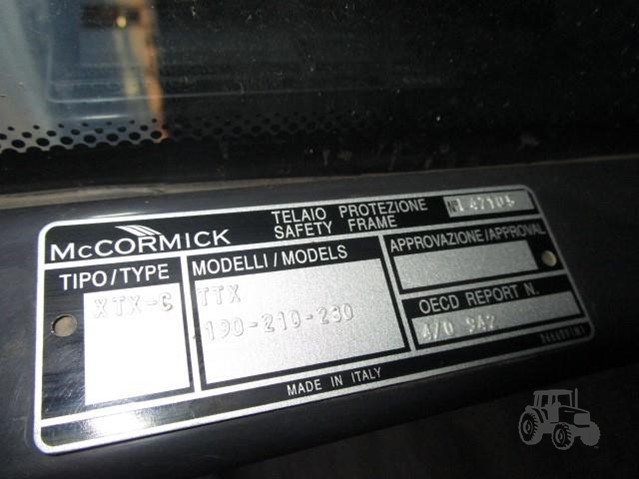 McCORMICK
TELAIO PROTEZIONE
SAFETY FRAME
TIPO/TYPE
XTX-C
MODELLI/MODELS
TTX
190-210-230
APPROVAZIONE/APPROVAL
OECD REPORT N.
MADE IN ITALY